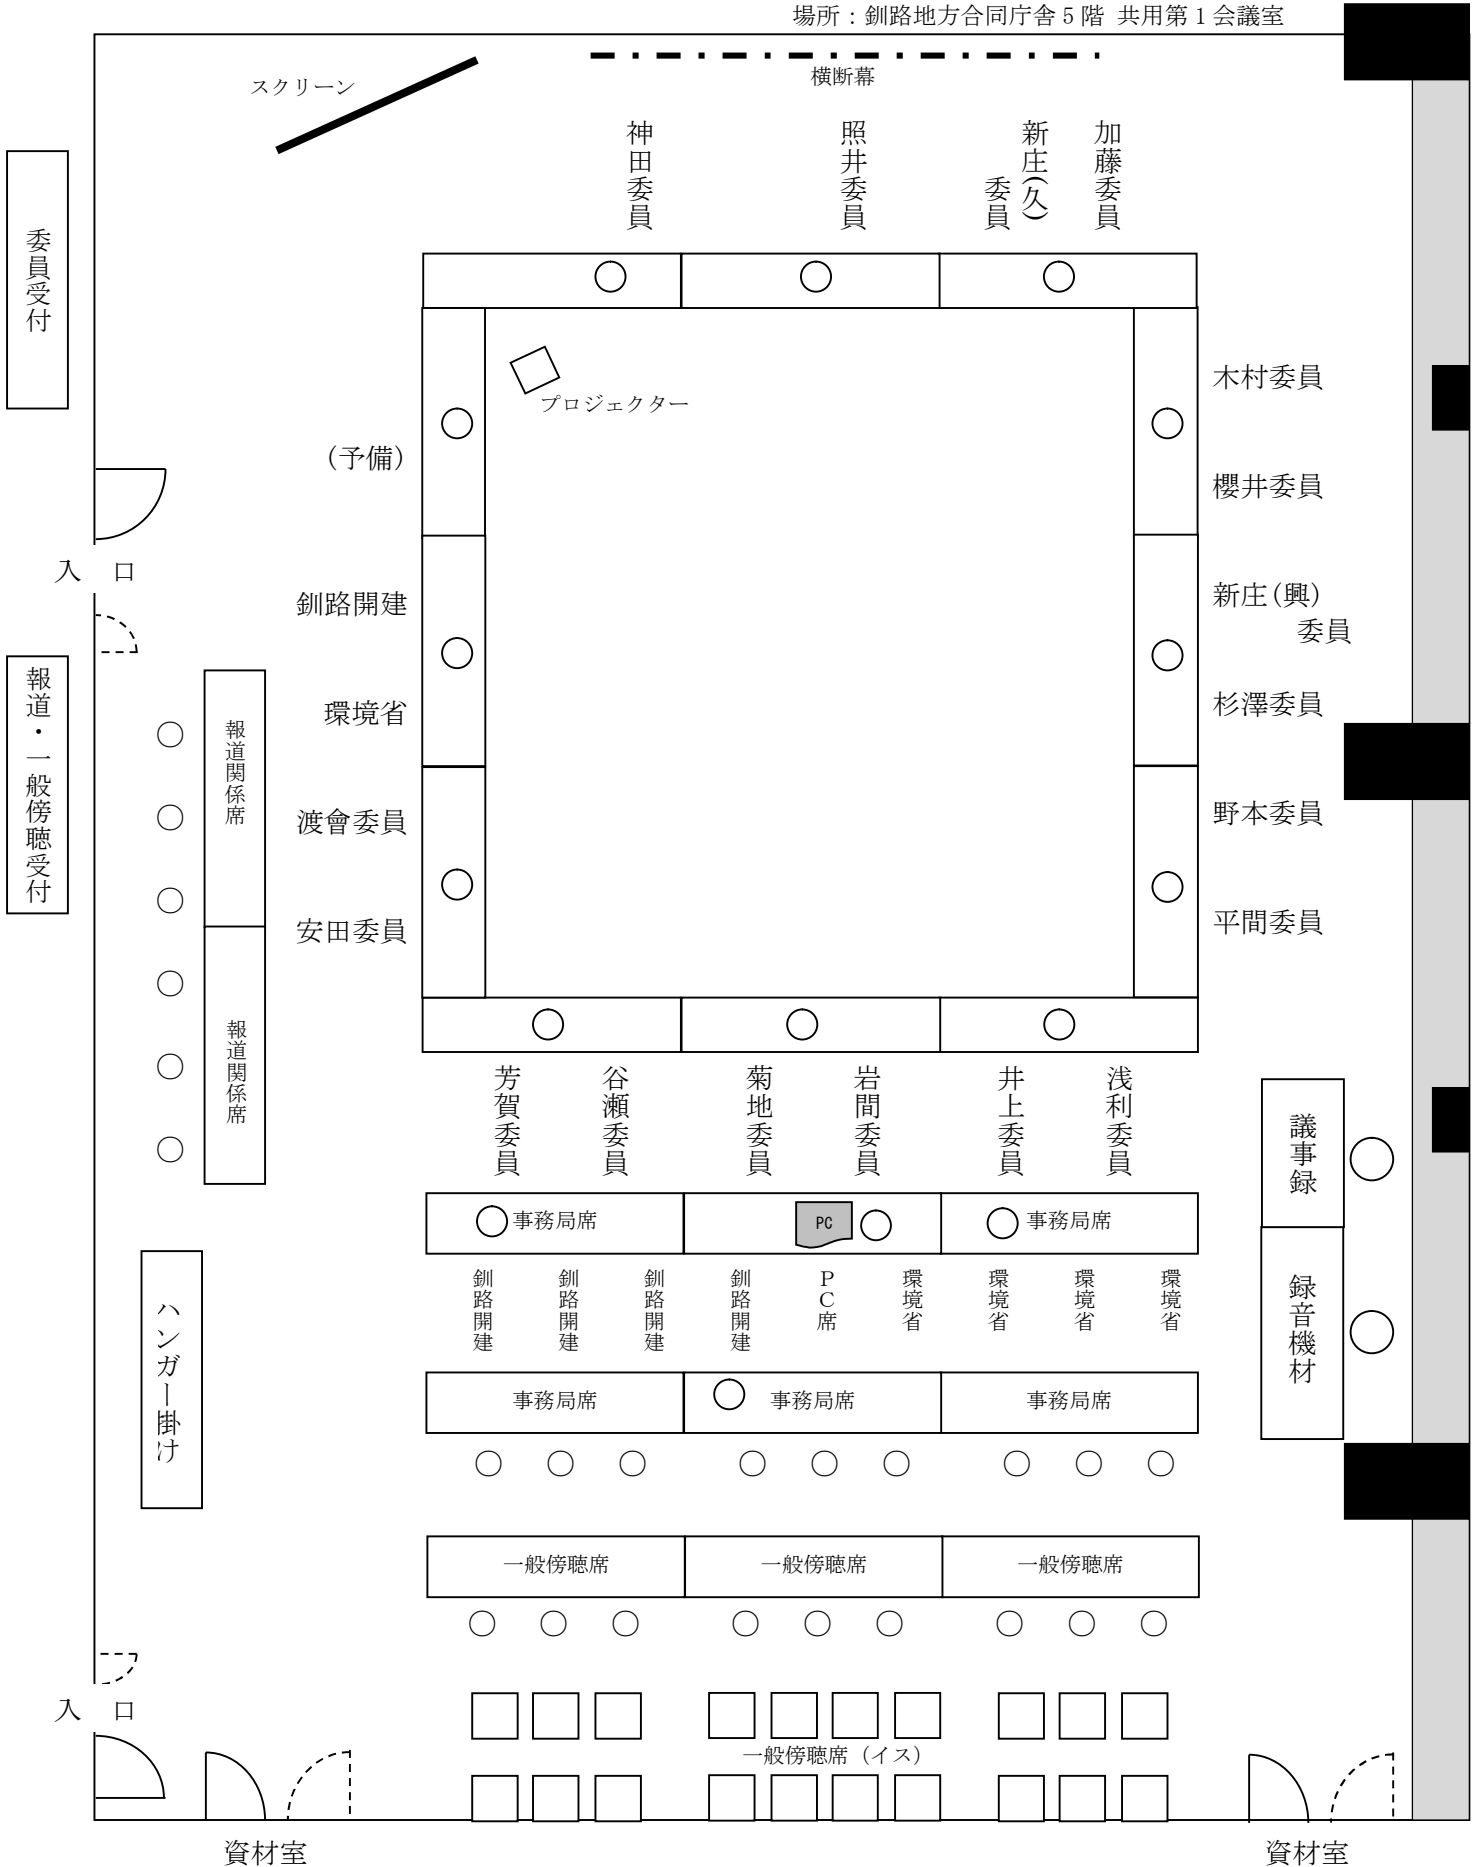 場所：釧路地方合同庁舎５階 共用第１会議室
横断幕
スクリーン
神田委員
照井委員
新庄(久)
委員
加藤委員
委員受付
プロジェクター
木村委員
(予備)
櫻井委員
入 口
釧路開建
新庄(興)
委員
環境省
杉澤委員
報道・一般傍聴受付
報道関係席
渡會委員
野本委員
安田委員
平間委員
報道関係席
芳賀委員
谷瀬委員
菊地委員
岩間委員
井上委員
浅利委員
議事録
事務局席
PC
事務局席
釧路開建
釧路開建
釧路開建
釧路開建
ＰＣ席
環境省
環境省
環境省
環境省
録音機材
ハンガー掛け
事務局席
事務局席
事務局席
一般傍聴席
一般傍聴席
一般傍聴席
入 口
一般傍聴席（イス）
資材室
資材室